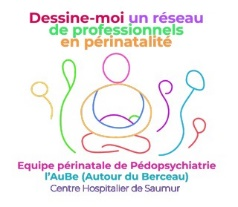 Dessine-moi un réseau
de professionnels
en périnatalité
Equipe périnatale de Pédopsychiatrie
l'AuBe (Autour du Berceau)
Centre Hospitalier de Saumur